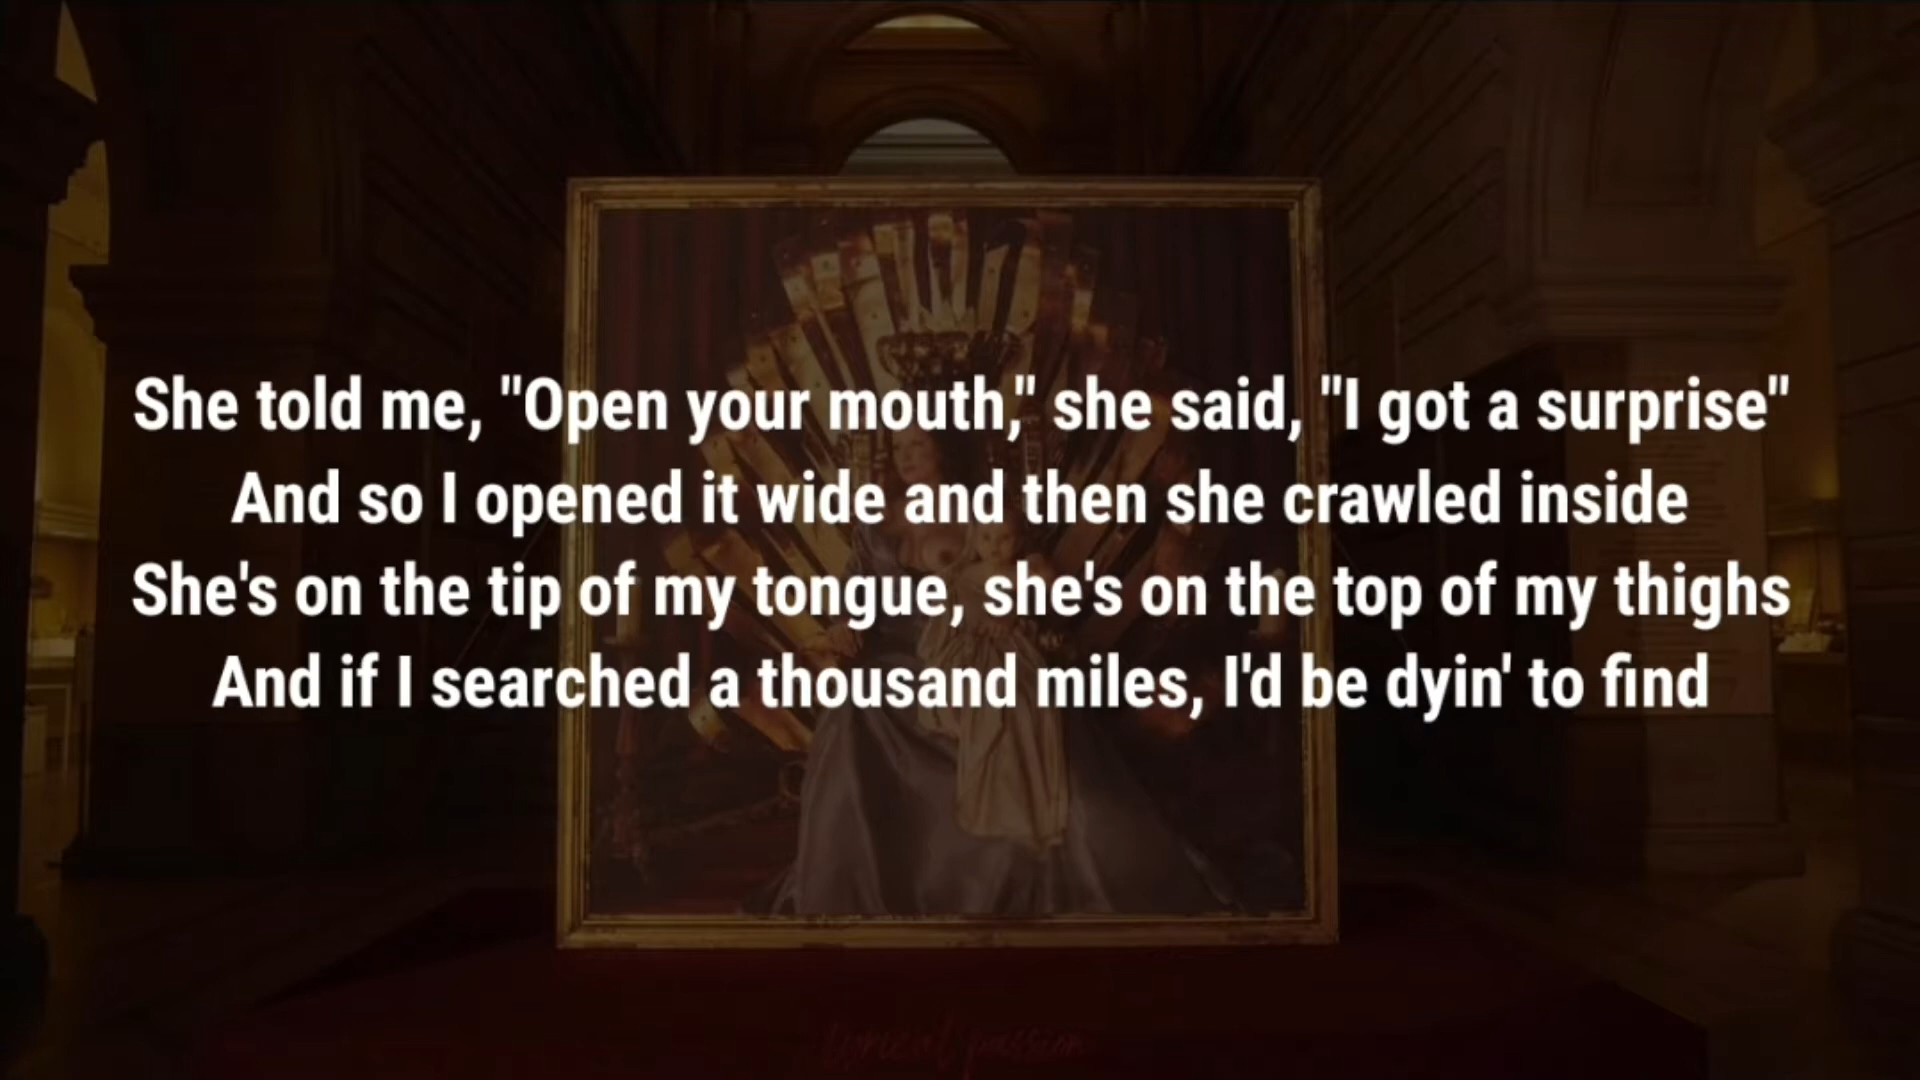 She told me, "Open your mouth," she said, "I got a surprise"
And so I opened it wide and then she crawled inside
She's on the tip of my tongue, she's on the top of my thighs
And if I searched a thousand miles, I'd be dyin' to find
lyrical passion